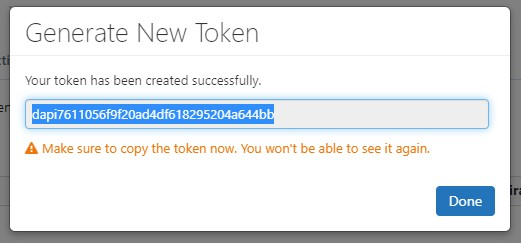 Generate New Token
Your token has been created successfully.
dapi7611056f9f20ad4df618295204a644bb
Make sure to copy the token now. You won't be able to see it again.
Done